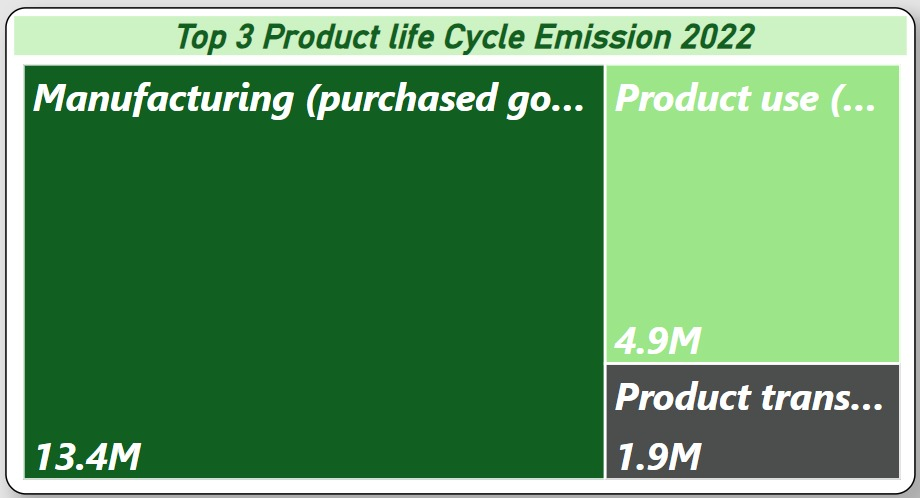 Top 3 Product life Cycle Emission 2022
Manufacturing (purchased go...
13.4M
Product use (...
4.9M
Product trans...
1.9M